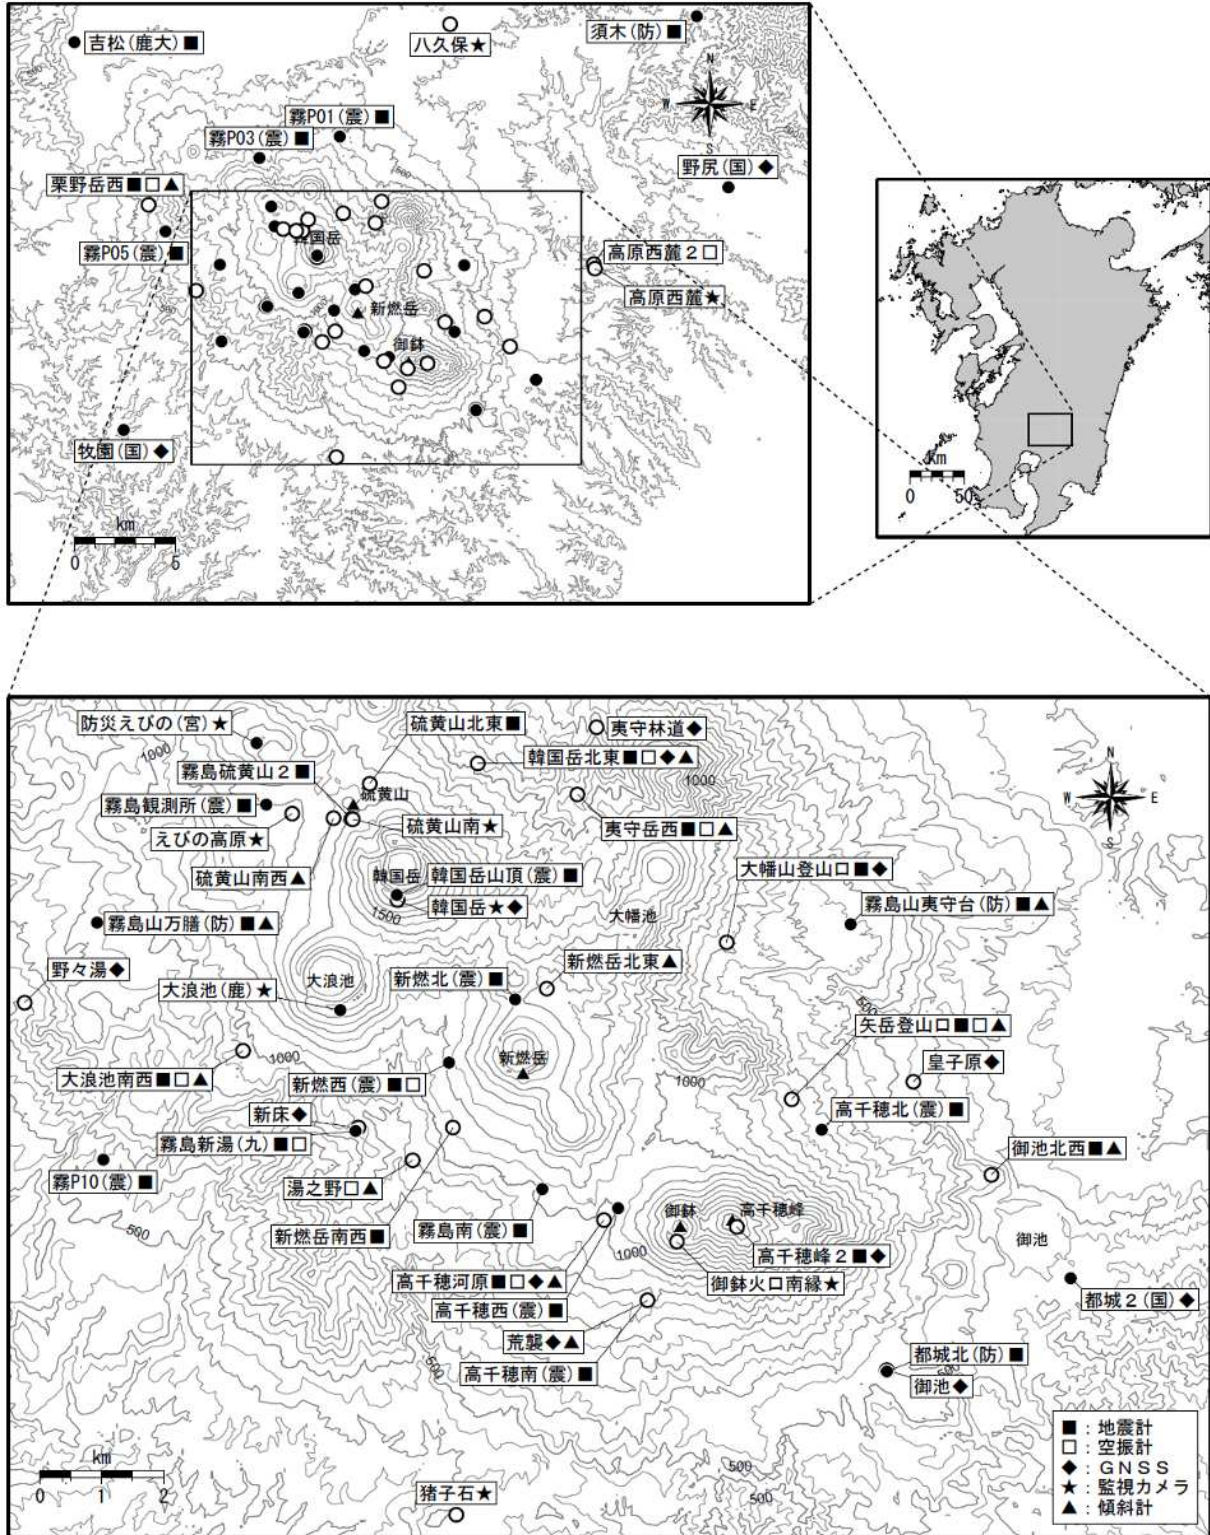 吉松(鹿大)■
八久保★
須木(防)■
N
W
E
S
霧P01(震)■
霧P03(震)■
野尻(国)◆
栗野岳西■□▲
霧P05(震)■
韓国岳
高原西麓2□
高原西麓★
新燃岳
御鉢
牧園(国)◆
km
0 5
km
0 50
防災えびの(宮)★
硫黄山北東■
夷守林道◆
韓国岳北東■□◆▲
1000
霧島硫黄山2■
硫黄山
1000
N
W
E
S
霧島観測所(震)■
硫黄山南★
夷守岳西■□▲
えびの高原★
硫黄山南西▲
韓国岳
韓国岳山頂(震)■
大幡山登山口■◆
1500
韓国岳★◆
大幡池
霧島山万膳(防)■▲
霧島山夷守台(防)■▲
野々湯◆
大浪池
新燃岳北東▲
大浪池(鹿)★
新燃北(震)■
500
矢岳登山口■□▲
1000
新燃岳
大浪池南西■□▲
新燃西(震)■□
1000
皇子原◆
新床◆
高千穂北(震)■
霧島新湯(九)■□
御池北西■▲
霧P10(震)■
湯之野□▲
500
新燃岳南西■
霧島南(震)■
御鉢
高千穂峰
御池
1000
高千穂峰2■◆
高千穂河原■□◆▲
御鉢火口南縁★
高千穂西(震)■
都城2(国)◆
荒襲◆▲
500
高千穂南(震)■
都城北(防)■
御池◆
km
0 1 2
猪子石★
500
500
■：地震計
□：空振計
◆：GNSS
★：監視カメラ
▲：傾斜計